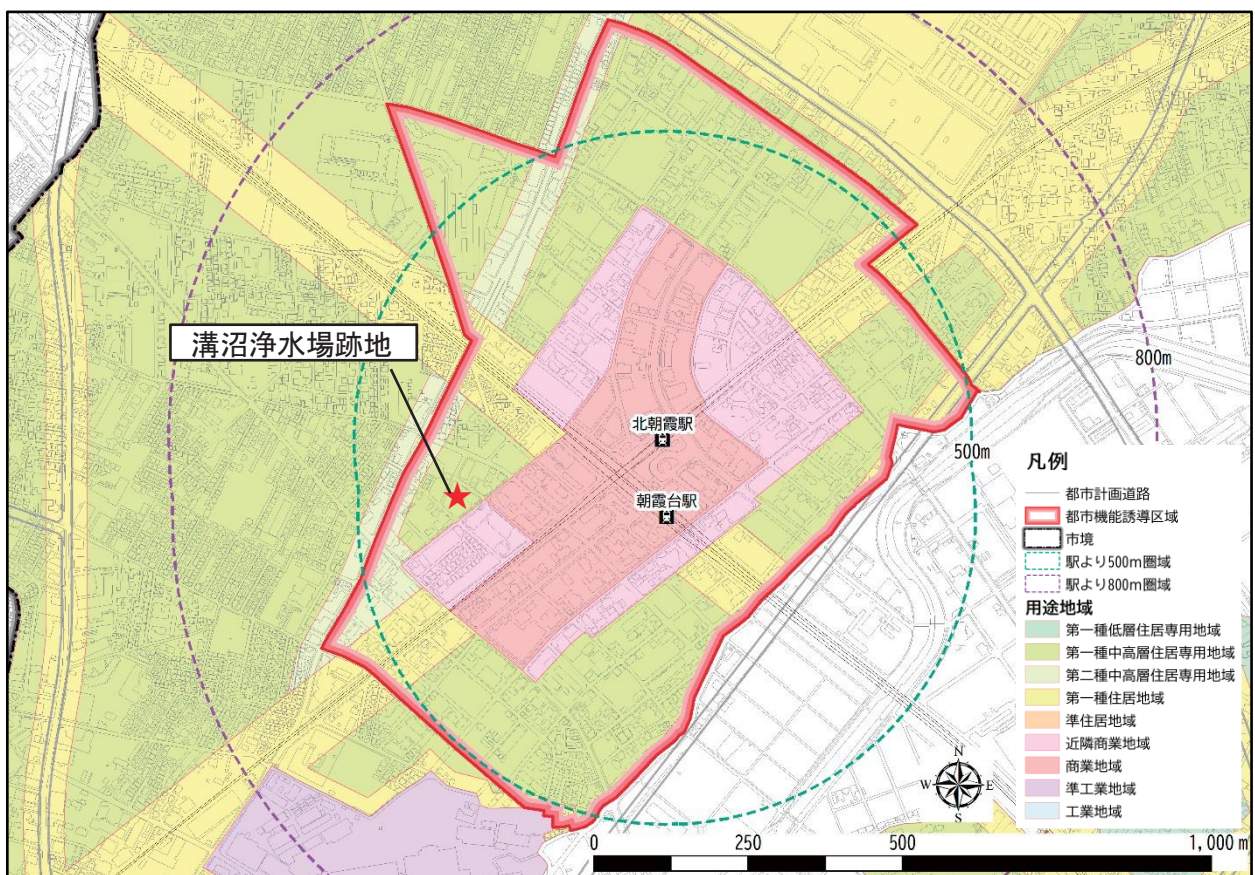 溝沼浄水場跡地
北朝霞駅
朝霞台駅
800m
500m
凡例
都市計画道路
都市機能誘導区域
市境
駅より500m圏域
駅より800m圏域
用途地域
第一種低層住居専用地域
第一種中高層住居専用地域
第二種中高層住居専用地域
第一種住居地域
準住居地域
近隣商業地域
商業地域
準工業地域
工業地域
N
W E
S
0 250 500 1,000 m